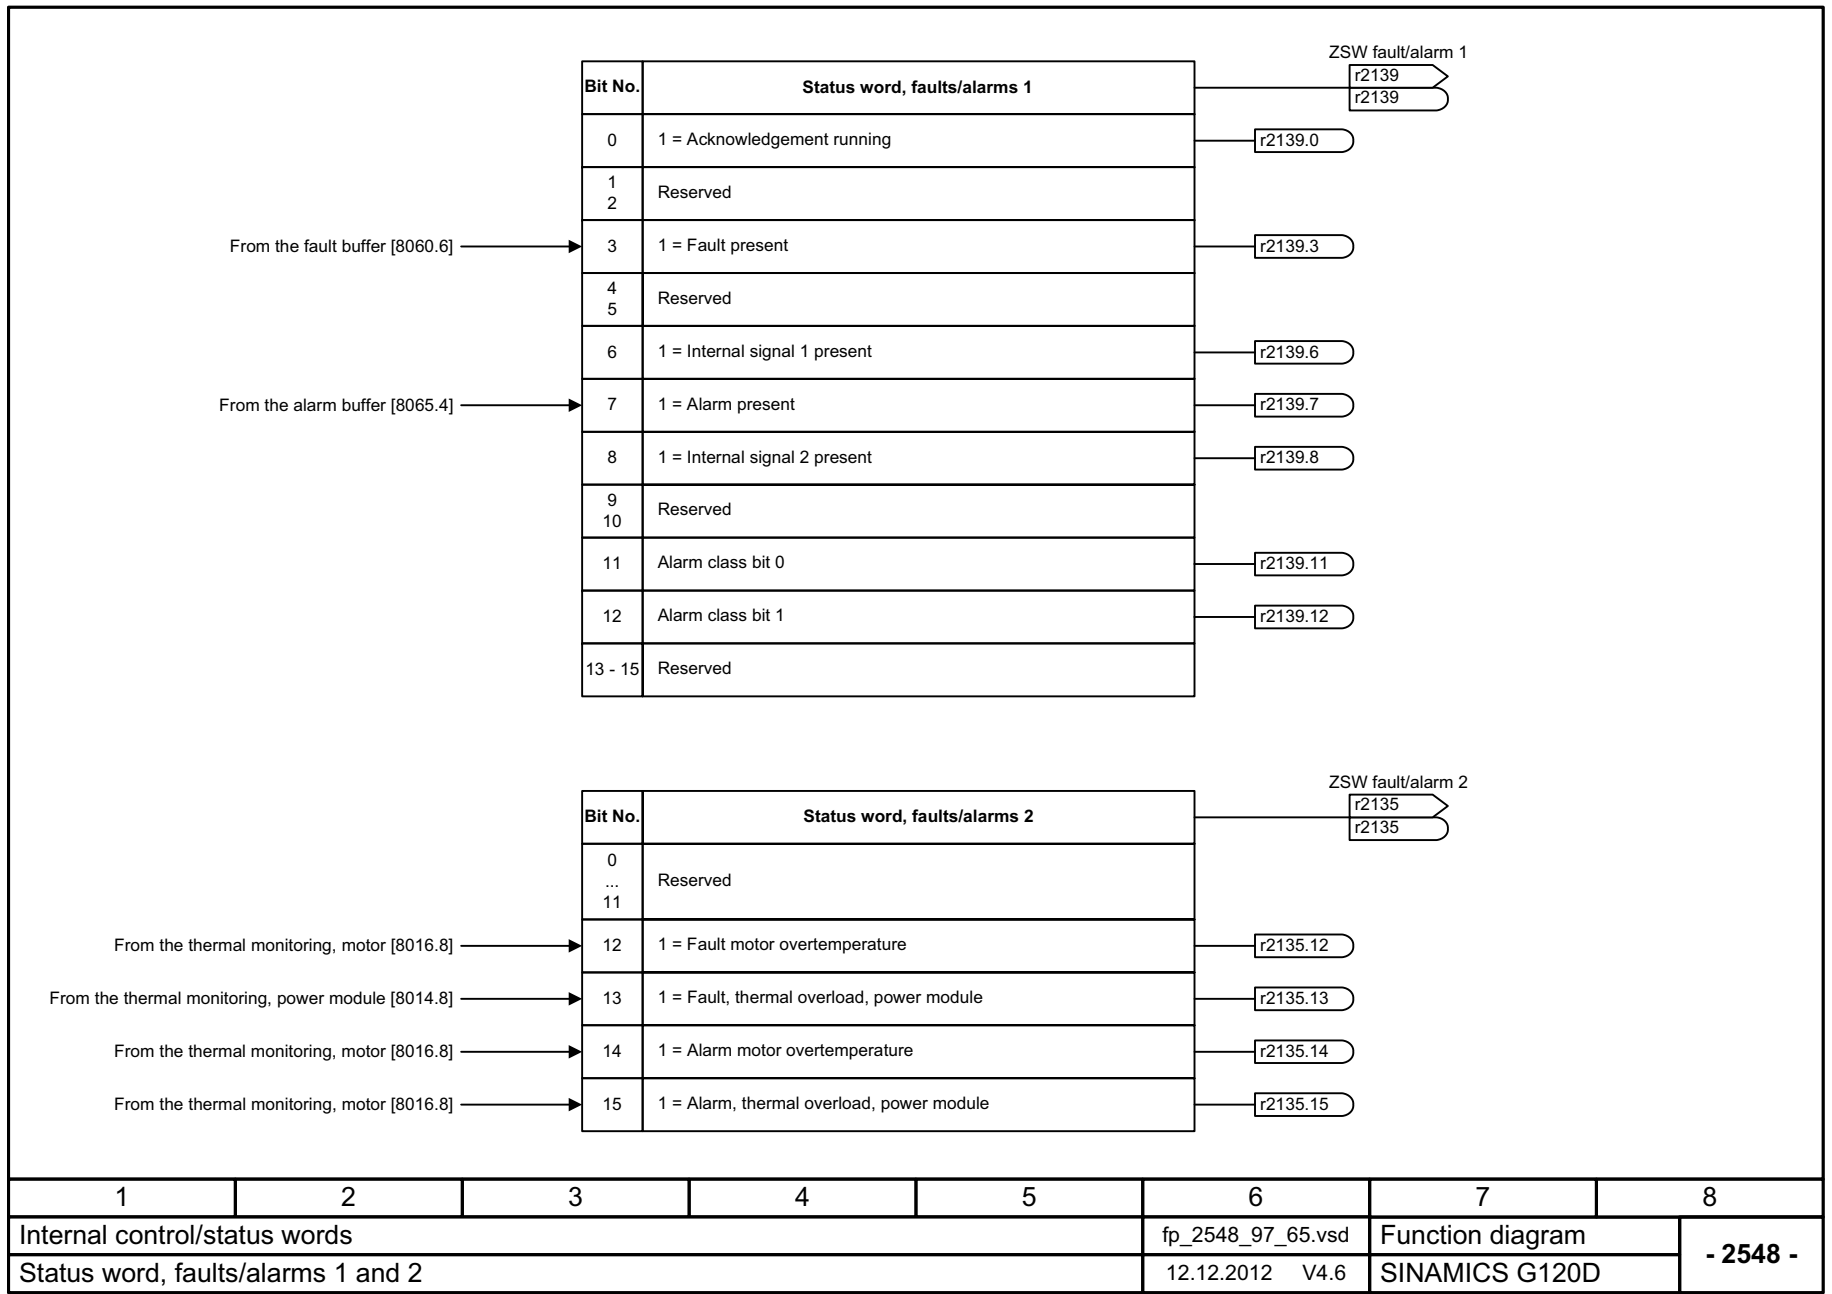 ZSW fault/alarm 1
r2139
r2139
Bit No. Status word, faults/alarms 1
0 1 = Acknowledgement running r2139.0
1
2
Reserved
From the fault buffer [8060.6] 3 1 = Fault present r2139.3
4
5
Reserved
6 1 = Internal signal 1 present r2139.6
From the alarm buffer [8065.4] 7 1 = Alarm present r2139.7
8 1 = Internal signal 2 present r2139.8
9
10
Reserved
11 Alarm class bit 0 r2139.11
12 Alarm class bit 1 r2139.12
13 - 15 Reserved
ZSW fault/alarm 2
r2135
r2135
Bit No. Status word, faults/alarms 2
0
...
11
Reserved
From the thermal monitoring, motor [8016.8] 12 1 = Fault motor overtemperature r2135.12
From the thermal monitoring, power module [8014.8] 13 1 = Fault, thermal overload, power module r2135.13
From the thermal monitoring, motor [8016.8] 14 1 = Alarm motor overtemperature r2135.14
From the thermal monitoring, motor [8016.8] 15 1 = Alarm, thermal overload, power module r2135.15
1 2 3 4 5 6 7 8
Internal control/status words fp_2548_97_65.vsd Function diagram
- 2548 -
Status word, faults/alarms 1 and 2 12.12.2012 V4.6 SINAMICS G120D